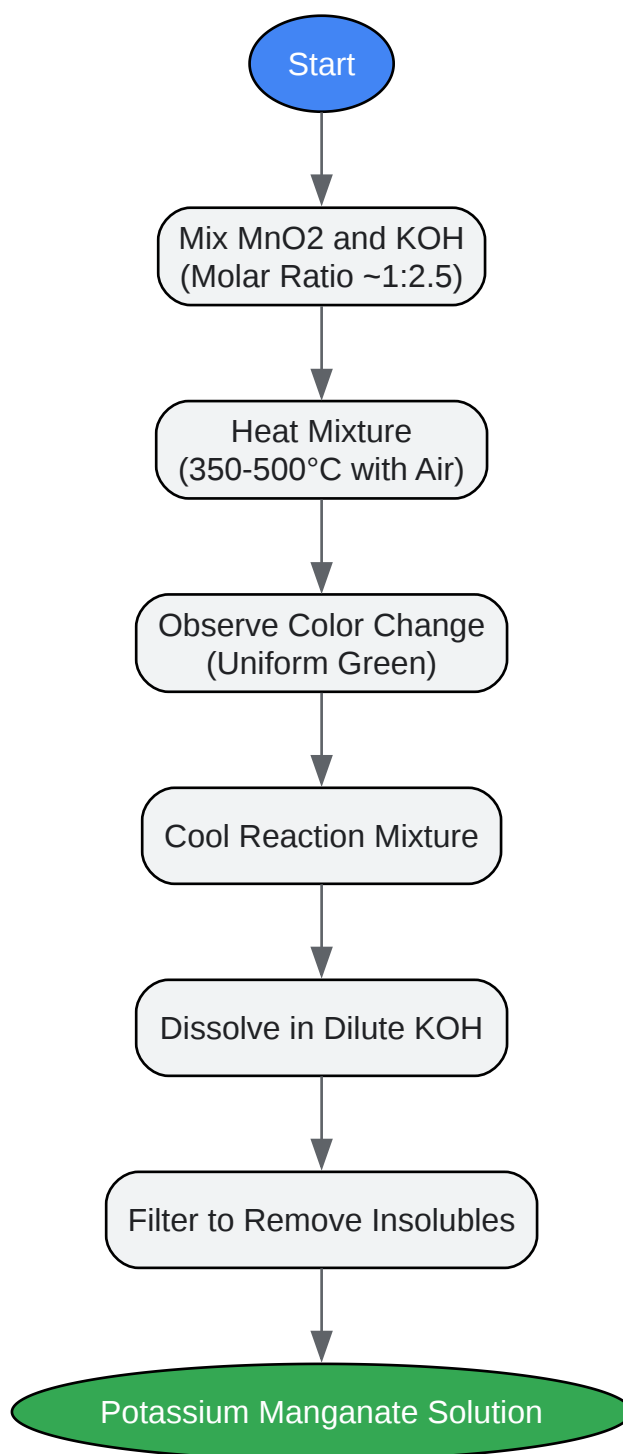 Start
Mix MnO2 and KOH
(Molar Ratio ~1:2.5)
Heat Mixture
(350-500°C with Air)
Observe Color Change
(Uniform Green)
Cool Reaction Mixture
Dissolve in Dilute KOH
Filter to Remove Insolubles
Potassium Manganate Solution